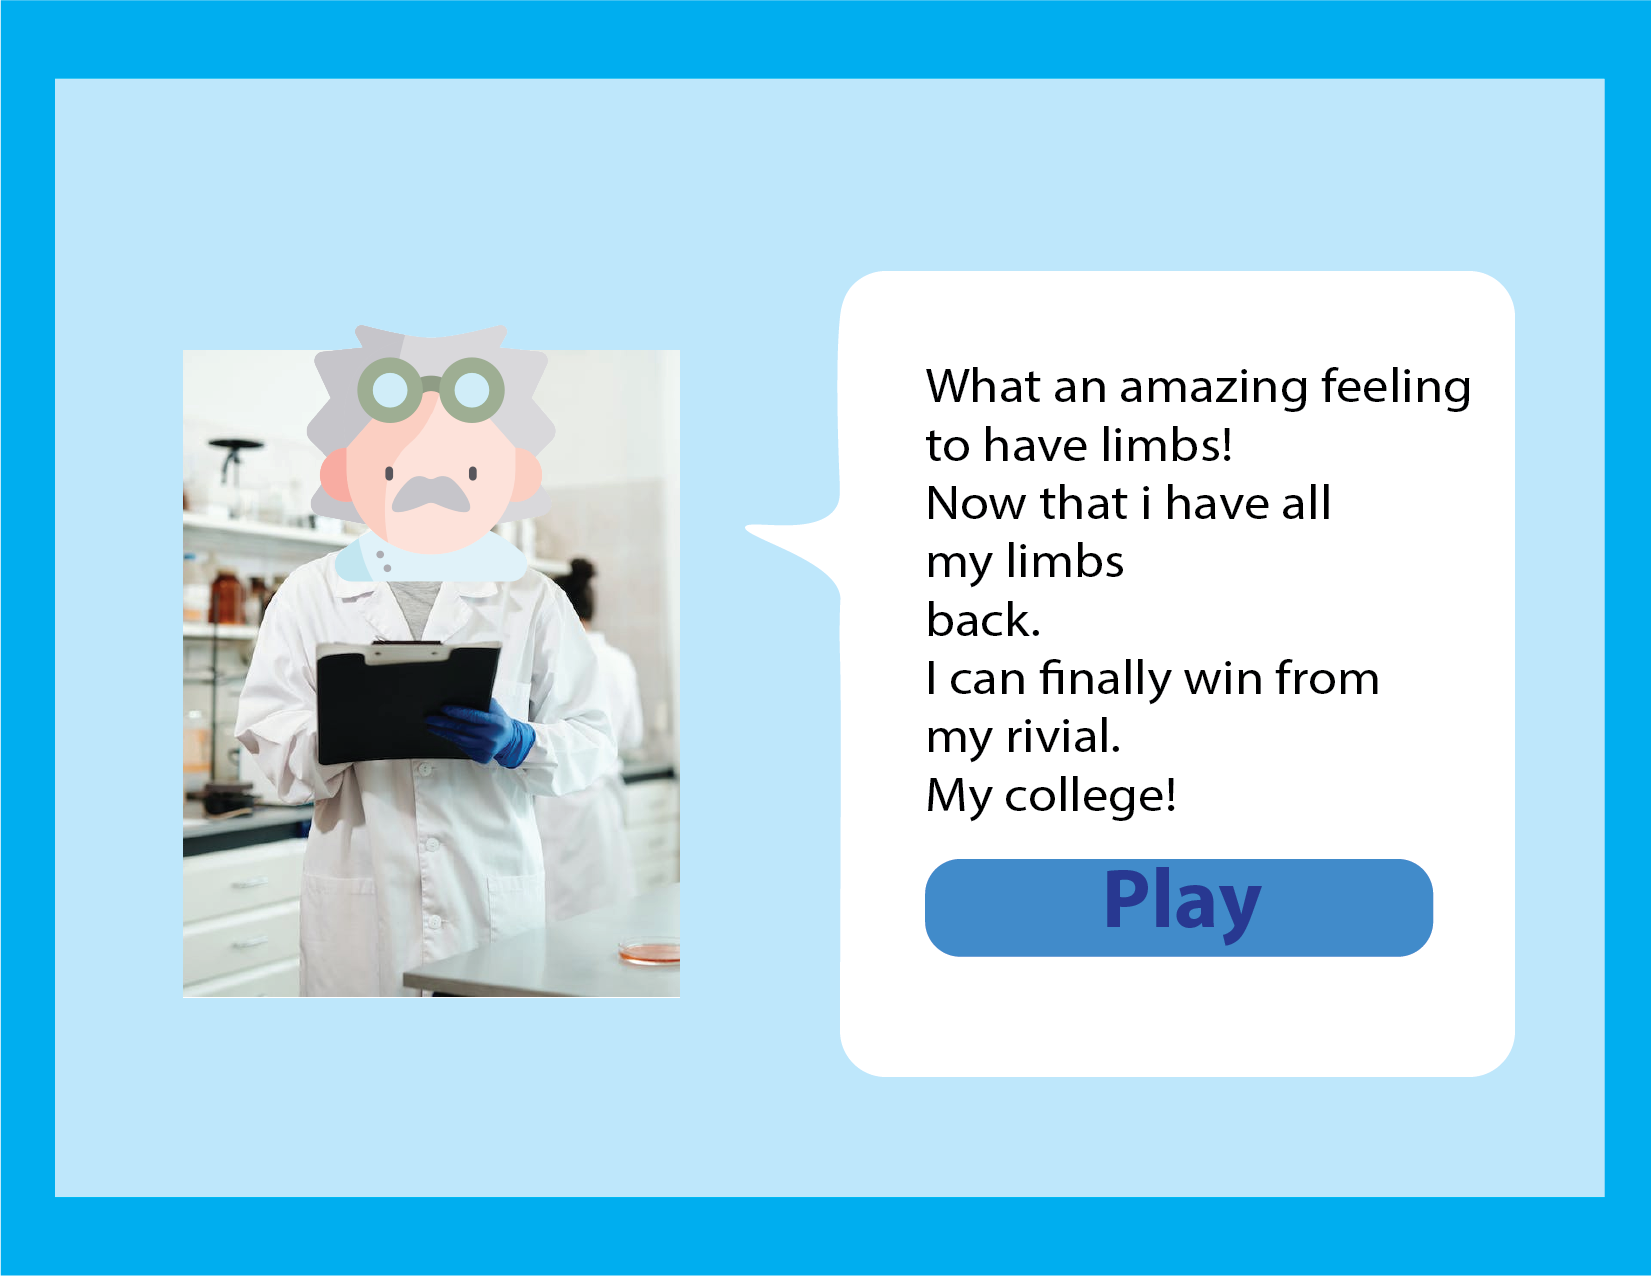 What an amazing feeling
to have limbs!
Now that i have all
my limbs
back.
I can finally win from
my rivial.
My college!
Play